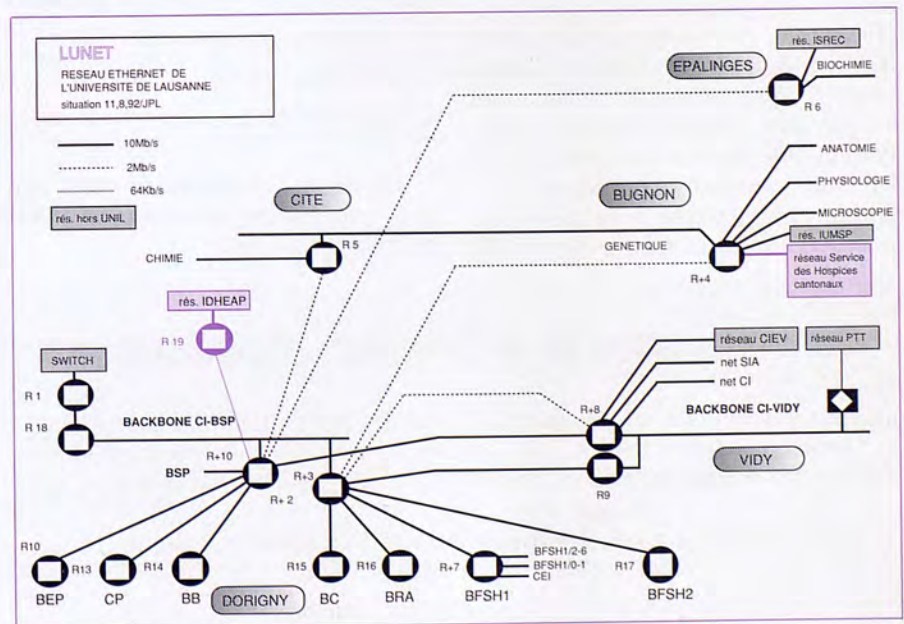 LUNET
RESEAU ETHERNET DE
L'UNIVERSITE DE LAUSANNE
situation 11,8,92/JPL
10Mb/s
2Mb/s
64Kb/s
rés. hors UNIL
rés. ISREC
EPALINGES
BIOCHIMIE
R 6
ANATOMIE
PHYSIOLOGIE
MICROSCOPIE
CITE
BUGNON
R 5
GENETIQUE
rés. IUMSP
CHIMIE
R+4
réseau Service
des Hospices
cantonaux
rés. IDHEAP
R 19
SWITCH
R 1
R 18
BACKBONE CI-BSP
réseau CIEV
réseau PTT
net SIA
net CI
R+8
BACKBONE CI-VIDY
R+10
BSP
R+ 2
R+3
R9
VIDY
R10
R13
R14
R15
R16
R+7
BFSH1/2-6
BFSH1/0-1
CEI
R17
BEP
CP
BB
DORIGNY
BC
BRA
BFSH1
BFSH2